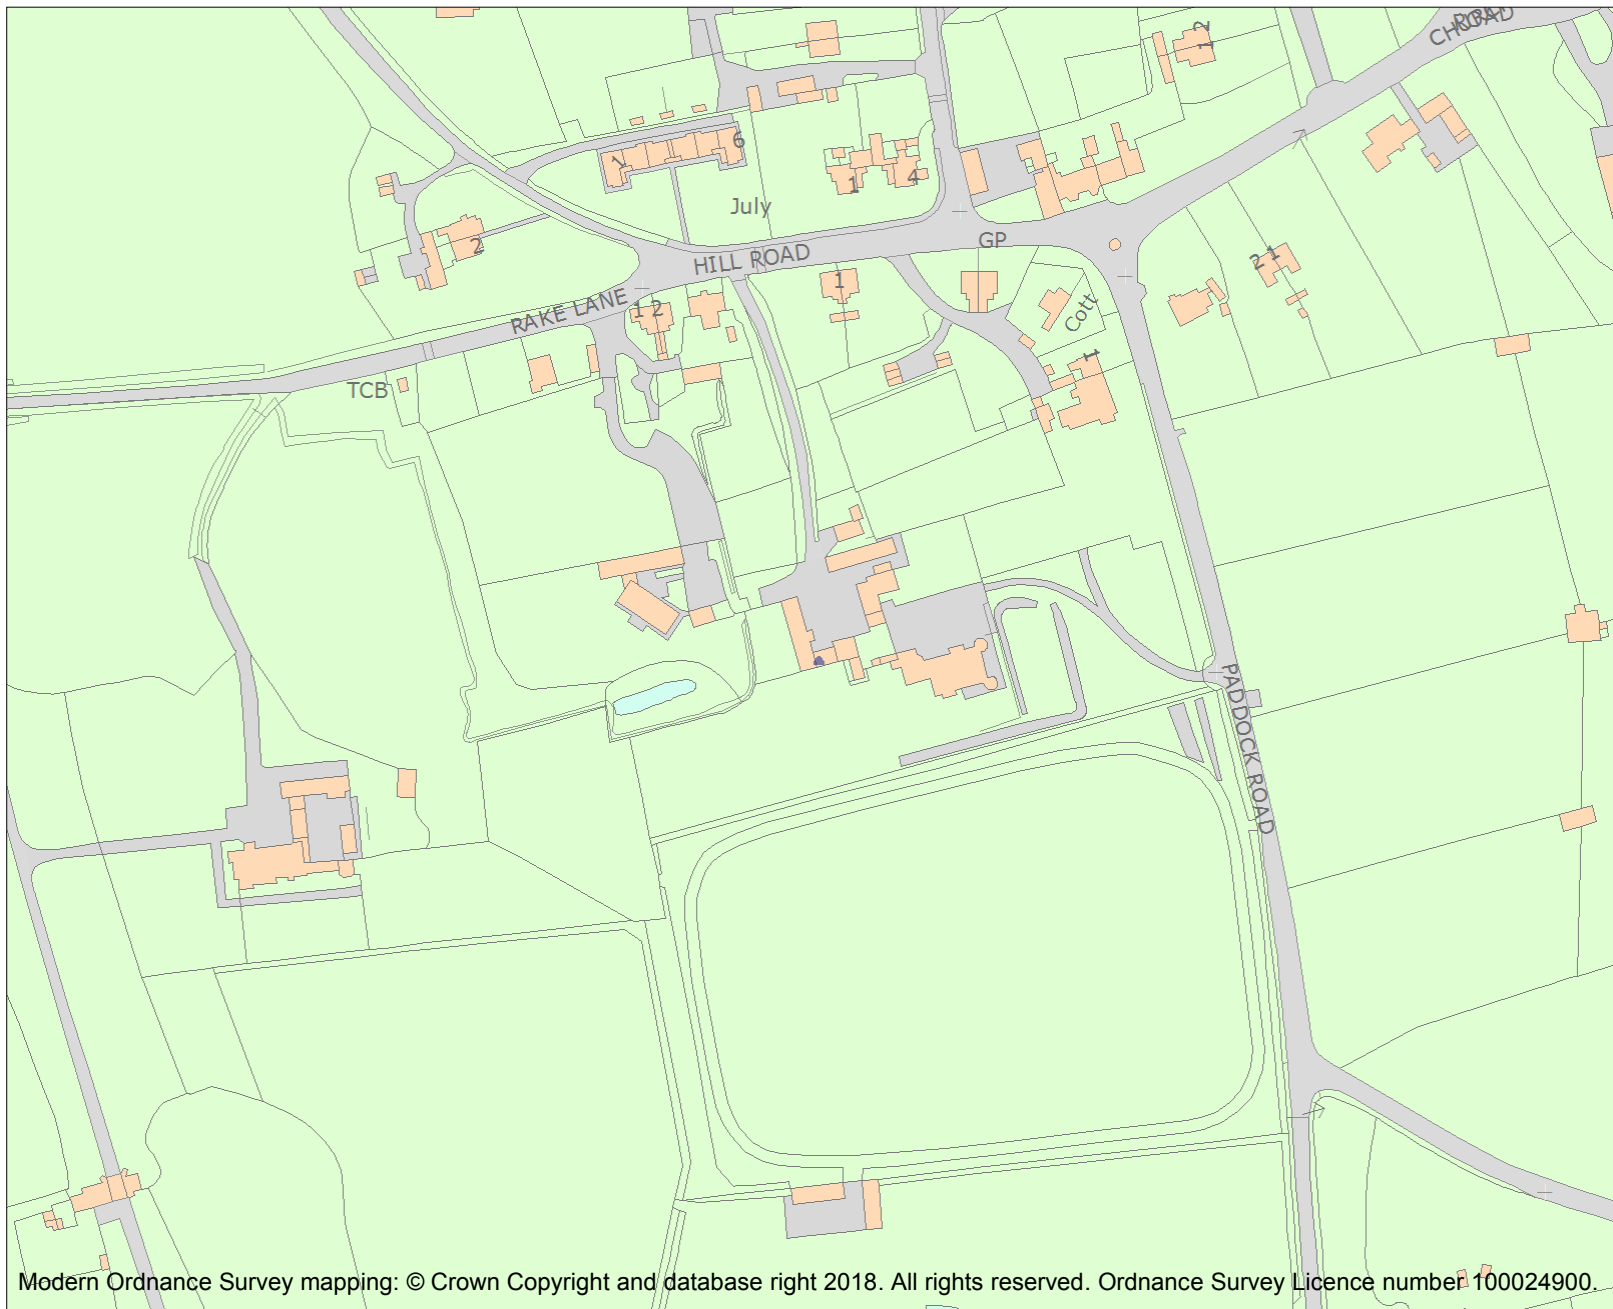 CHURCH
ROAD
1 2
6
1
1
4
July
2
GP
HILL ROAD
2 1
1
RAKE LANE
1 2
Cott
1
TCB
PADDOCK ROAD
Modern Ordnance Survey mapping: © Crown Copyright and database right 2018. All rights reserved. Ordnance Survey Licence number 100024900.